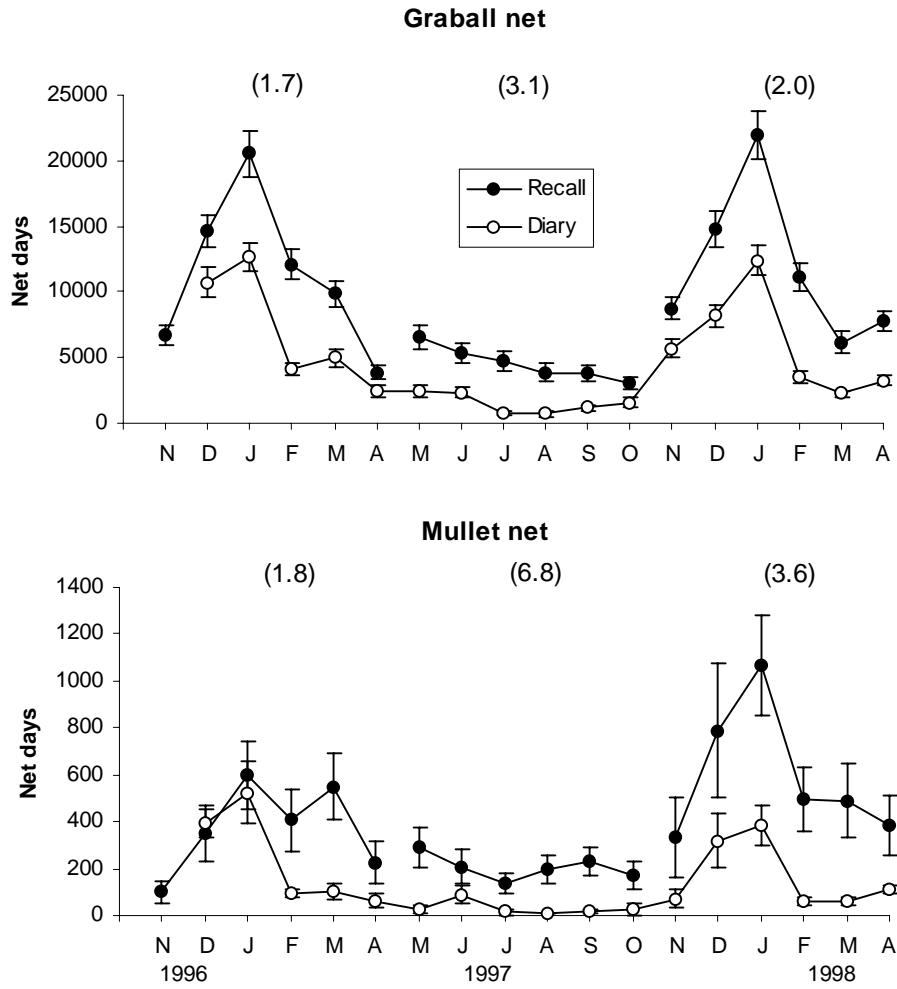 Graball net
(1.7) (3.1) (2.0)
25000
20000
15000
10000
5000
0
Net days
Recall
Diary
N D J F M A M J J A S O N D J F M A
Mullet net
(1.8) (6.8) (3.6)
1400
1200
1000
800
600
400
200
0
Net days
N D J F M A M J J A S O N D J F M A
1996 1997 1998